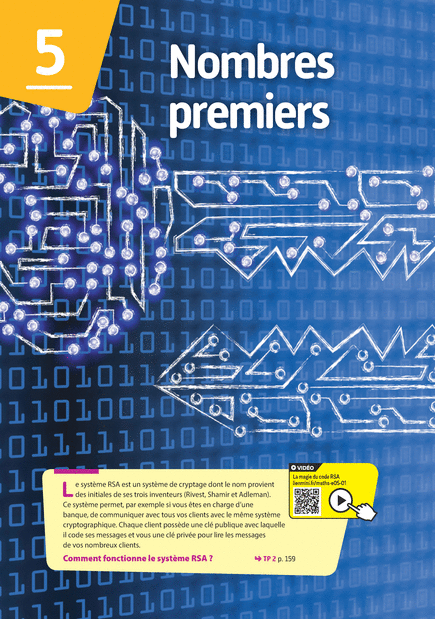 5
Nombres
premiers
Le système RSA est un système de cryptage dont le nom provient
des initiales de ses trois inventeurs (Rivest, Shamir et Adleman).
Ce système permet, par exemple si vous êtes en charge d'une
banque, de communiquer avec tous vos clients avec le même système
cryptographique. Chaque client possède une clé publique avec laquelle
il code ses messages et vous une clé privée pour lire les messages
de vos nombreux clients.
Comment fonctionne le système RSA ?
TP 2 p. 159
VIDÉO
La magie du code RSA
lienmini.fr/maths-e05-01